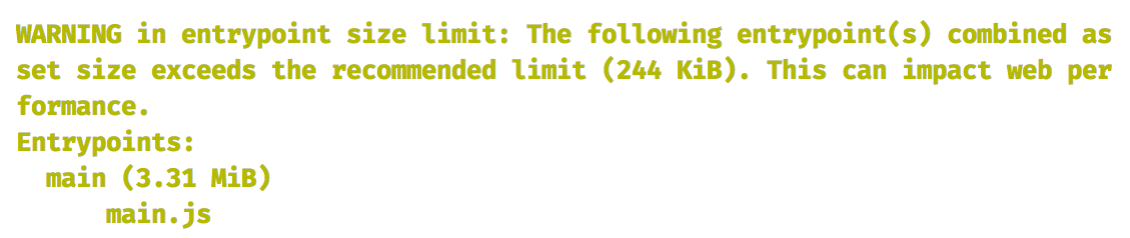 WARNING in entrypoint size limit: The following entrypoint(s) combined as
set size exceeds the recommended limit (244 KiB). This can impact web per
formance.
Entrypoints:
  main (3.31 MiB)
      main.js